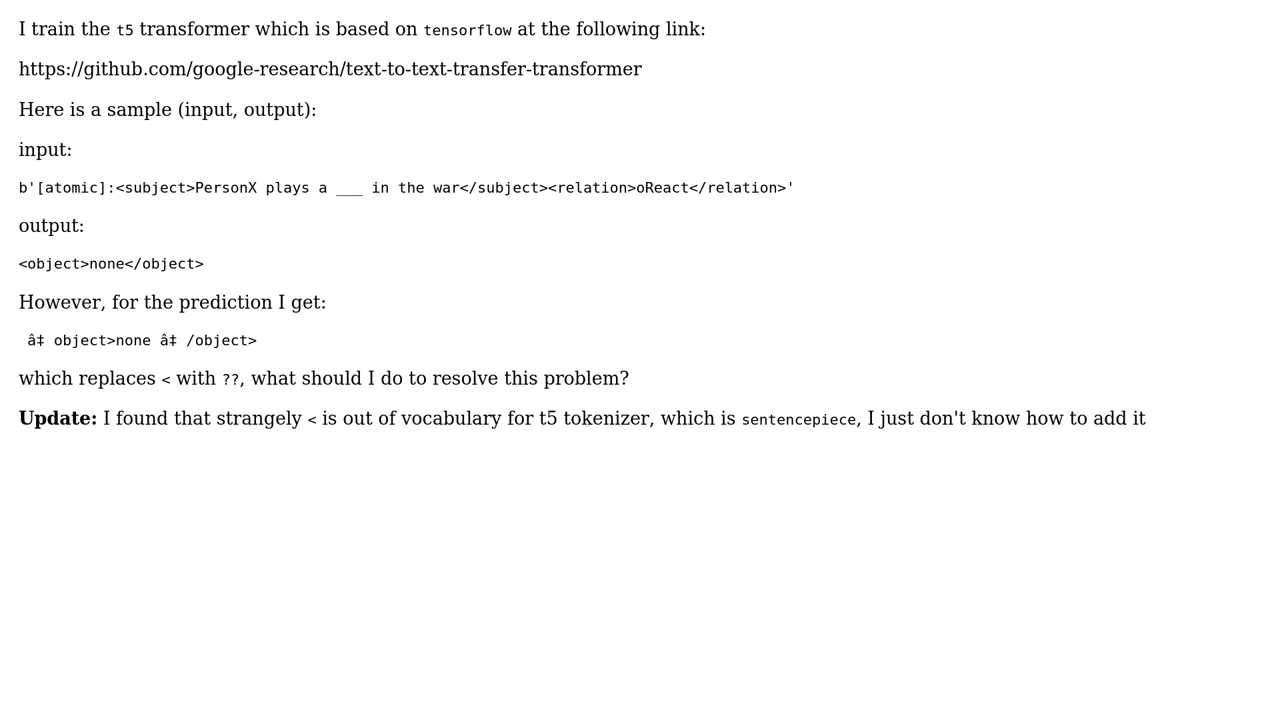 I train the t5 transformer which is based on tensorflow at the following link:
https://github.com/google-research/text-to-text-transfer-transformer
Here is a sample (input, output):
input:
b'[atomic]:<subject>PersonX plays a ___ in the war</subject><relation>oReact</relation>'
output:
<object>none</object>
However, for the prediction I get:
â‡ object>none â‡ /object>
which replaces < with ??, what should I do to resolve this problem?
Update: I found that strangely < is out of vocabulary for t5 tokenizer, which is sentencepiece, I just don't know how to add it